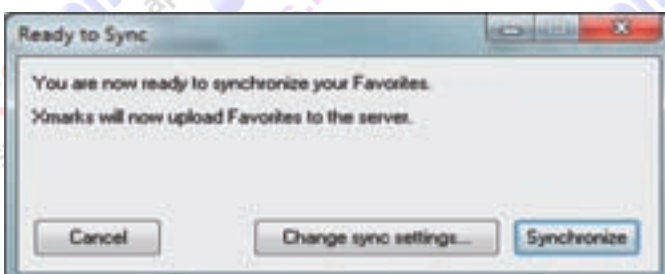 Ready to Sync
You are now ready to synchronize your Favorites.
Xmarks will now upload Favorites to the server.
Cancel
Change sync settings...
Synchronize